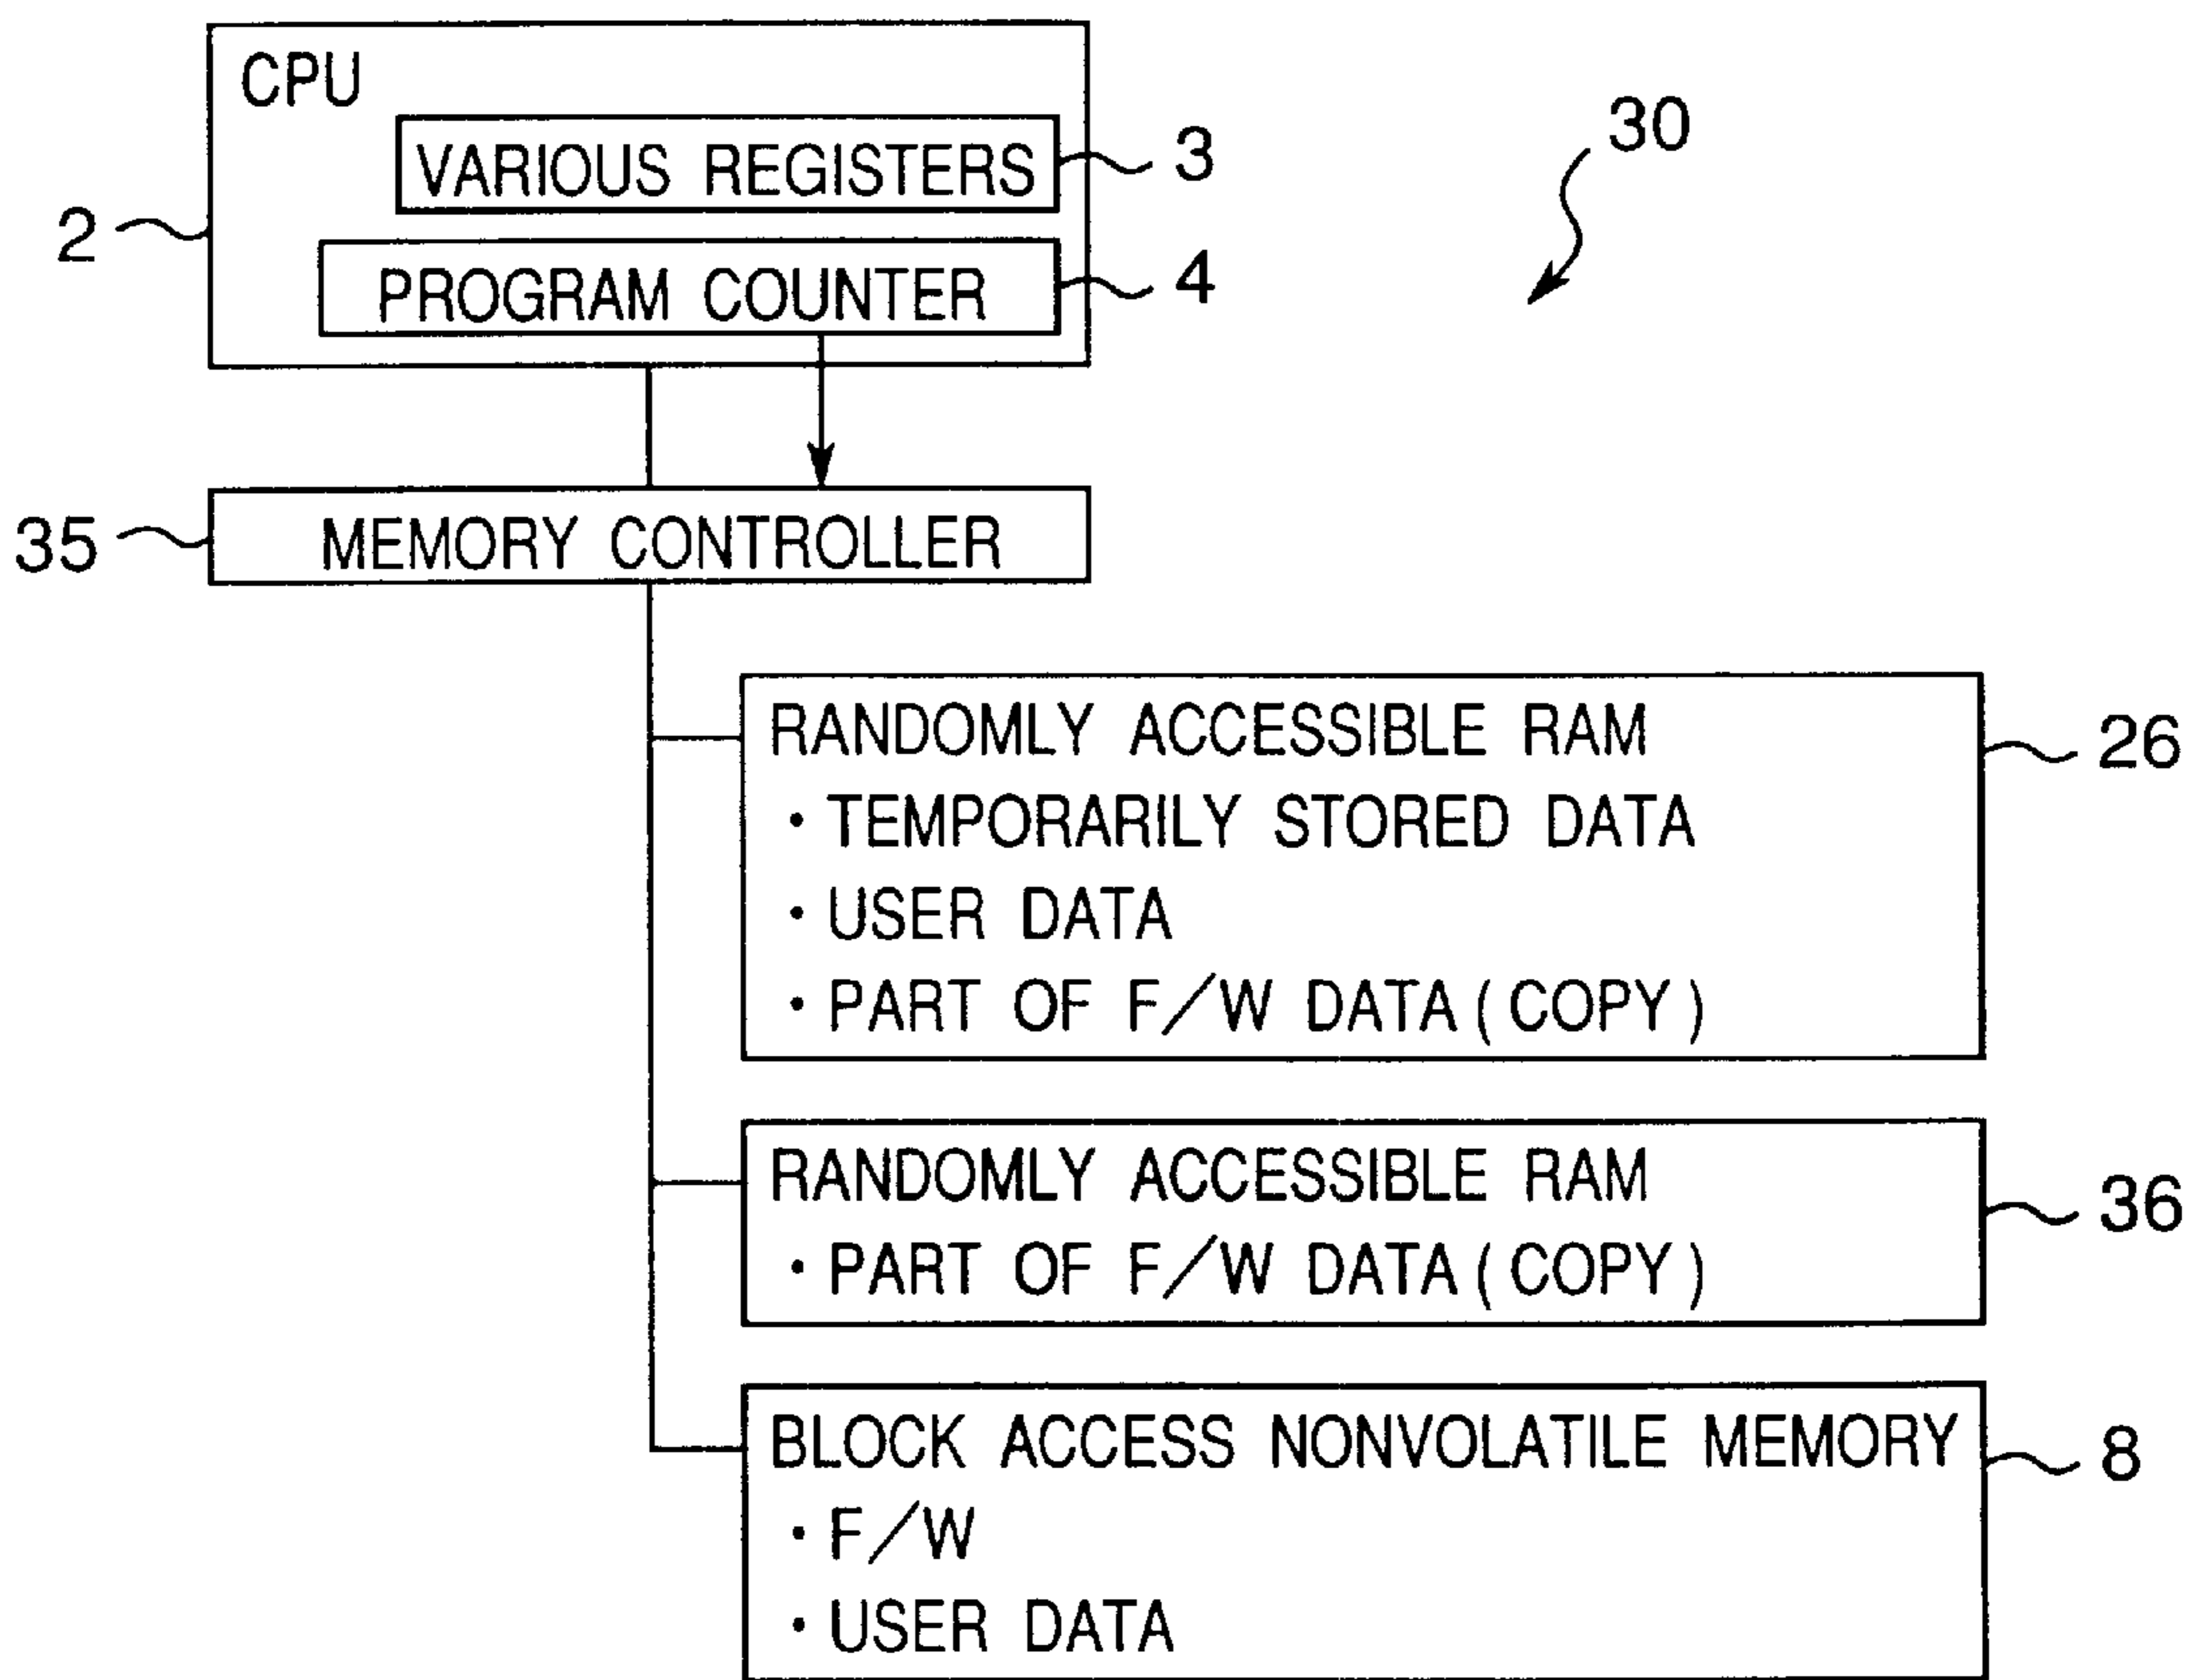 CPU
VARIOUS REGISTERS
3
30
2
PROGRAM COUNTER
4
35
MEMORY CONTROLLER
RANDOMLY ACCESSIBLE RAM
26
・TEMPORARILY STORED DATA
・USER DATA
・PART OF F/W DATA(COPY)
RANDOMLY ACCESSIBLE RAM
36
・PART OF F/W DATA(COPY)
BLOCK ACCESS NONVOLATILE MEMORY
8
・F/W
・USER DATA